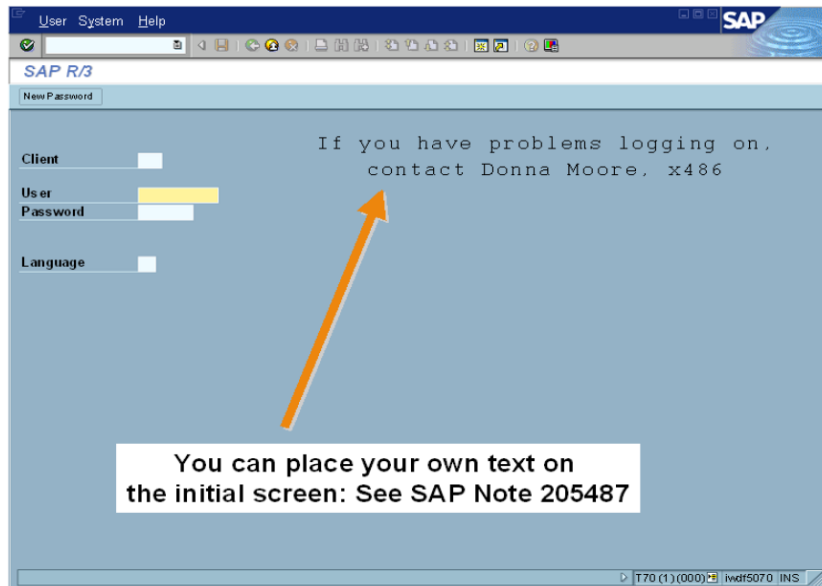 User System Help
SAP
SAP R/3
New Password
If you have problems logging on,
contact Donna Moore, x486
Client
User
Password
Language
You can place your own text on
the initial screen: See SAP Note 205487
T70 (1) (000) iwdf5070 INS